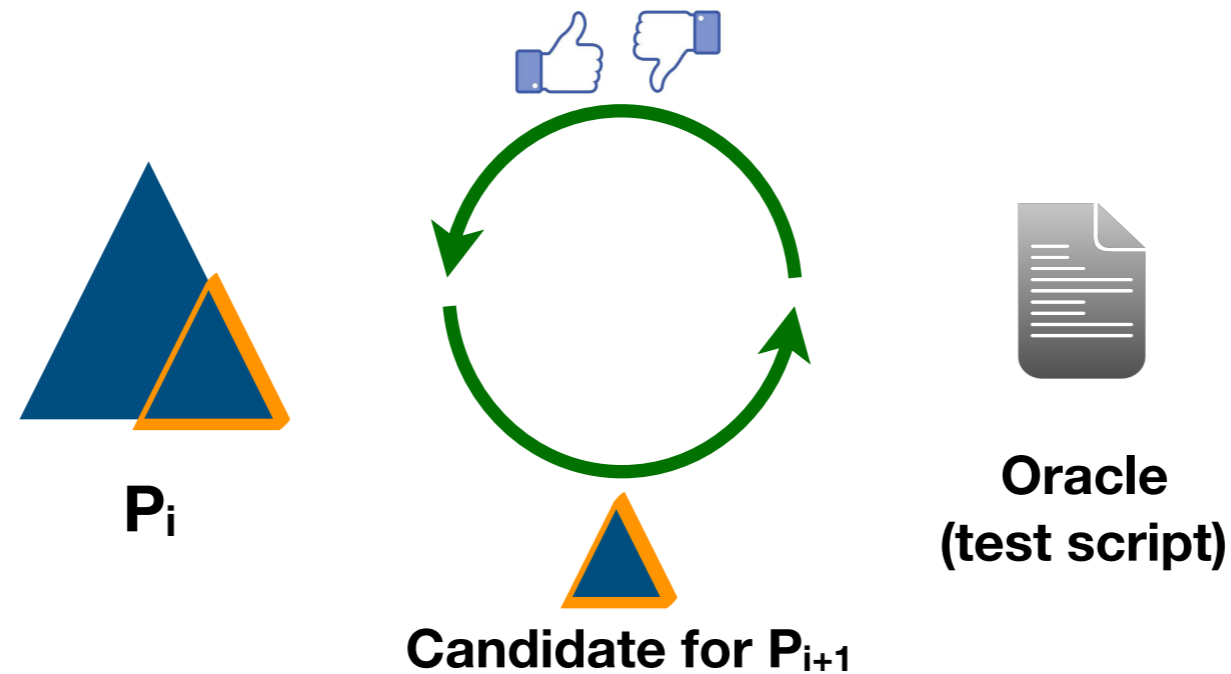 Pᵢ
Oracle
(test script)
Candidate for Pᵢ₊₁